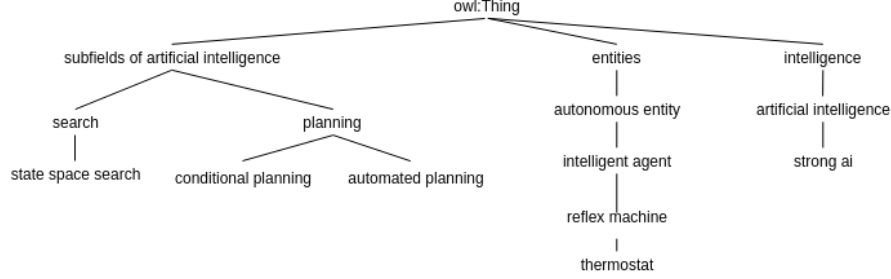 owl:Thing
subfields of artificial intelligence
entities
intelligence
search
planning
autonomous entity
artificial intelligence
state space search
conditional planning
automated planning
intelligent agent
strong ai
reflex machine
thermostat